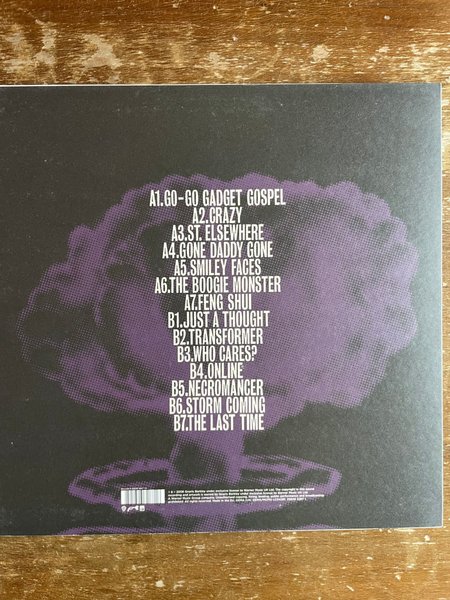 A1.GO-GO GADGET GOSPEL
A2.CRAZY
A3.ST. ELSEWHERE
A4.GONE DADDY GONE
A5.SMILEY FACES
A6.THE BOOGIE MONSTER
A7.FENG SHUI
B1.JUST A THOUGHT
B2.TRANSFORMER
B3.WHO CARES?
B4.ONLINE
B5.NECROMANCER
B6.STORM COMING
B7.THE LAST TIME